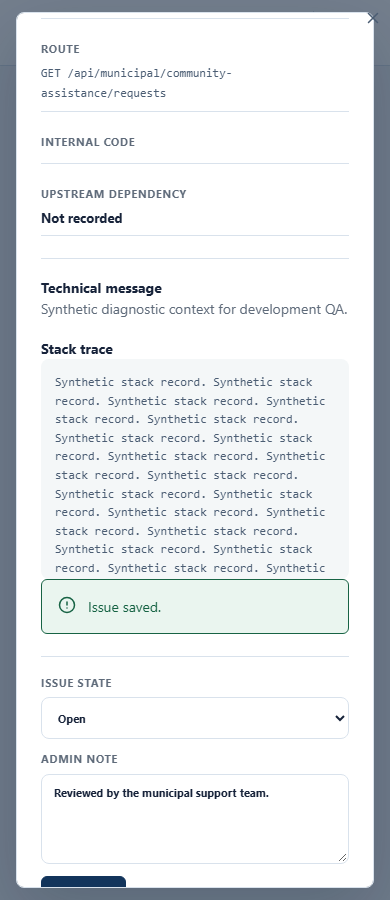 ROUTE
GET /api/municipal/community-
assistance/requests
INTERNAL CODE
UPSTREAM DEPENDENCY
Not recorded
Technical message
Synthetic diagnostic context for development QA.
Stack trace
Synthetic stack record. Synthetic stack
record. Synthetic stack record. Synthetic
stack record. Synthetic stack record.
Synthetic stack record. Synthetic stack
record. Synthetic stack record. Synthetic
stack record. Synthetic stack record.
Synthetic stack record. Synthetic stack
record. Synthetic stack record. Synthetic
stack record. Synthetic stack record.
Synthetic stack record. Synthetic stack
record. Synthetic stack record. Synthetic
Issue saved.
ISSUE STATE
Open
ADMIN NOTE
Reviewed by the municipal support team.